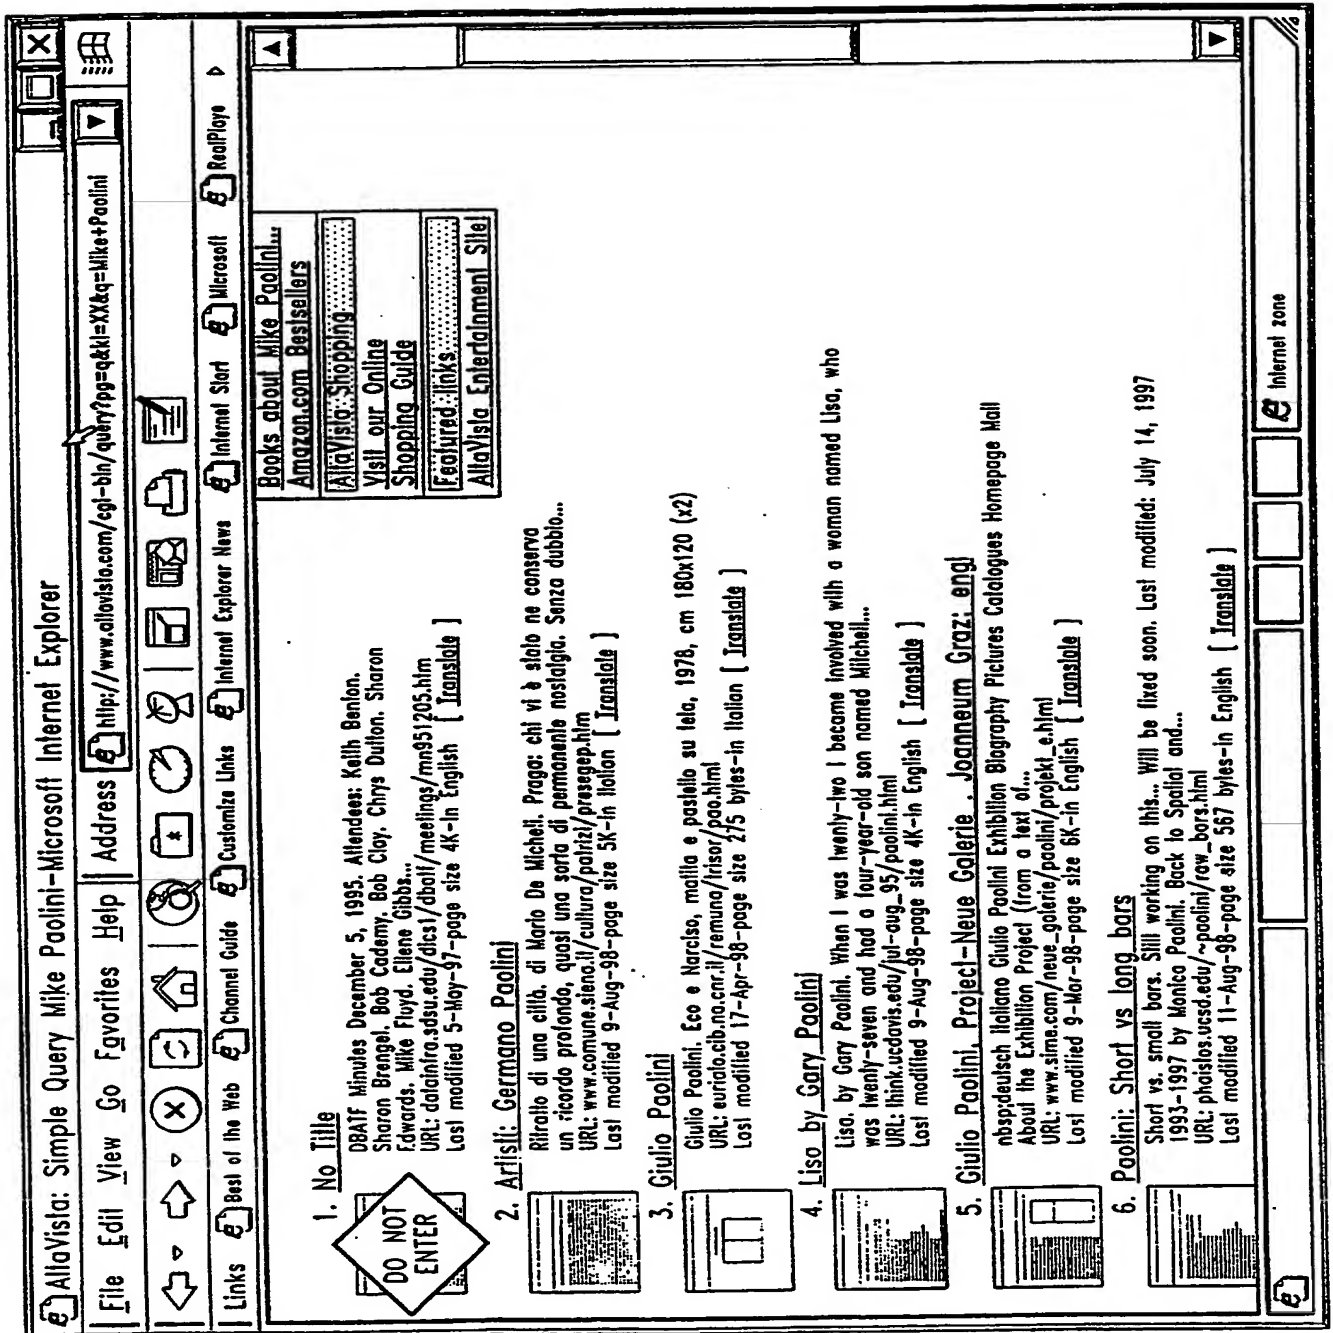 AltaVista: Simple Query Mike Paolini-Microsoft Internet Explorer
File Edit View Go Favorites Help
Address http://www.altavista.com/cgi-bin/query?pg=q&kl=XX&q=Mike+Paolini
Links Best of the Web Channel Guide Customize Links Internet Explorer News Internet Start Microsoft RealPlaye
Books about Mike Paolini...
Amazon.com Bestsellers
AltaVista Shopping
Visit our Online
Shopping Guide
Featured links
AltaVista Entertainment Site
1. No Title
DO NOT
ENTER
DBATF Minutes December 5, 1995. Attendees: Keith Benton.
Sharon Brengel. Bob Cademy. Bob Clay. Chys Dutton. Sharon
Edwards. Mike Fluyd. Ellene Gibbs...
URL: datainfra.sdsu.edu/dics1/dbatf/meetings/mn951205.htm
Last modified 5-May-97-page size 4K-in English [ Translate ]
2. Artisti: Germano Paolini
Ritratto di una città. di Mario De Micheli. Praga: chi vi è stato ne conserva
un ricordo profondo, quasi una sorta di permanente nostalgia. Senza dubbio...
URL: www.comune.siena.it/cultura/patrizi/presegep.htm
Last modified 9-Aug-98-page size 5K-in Italian [ Translate ]
3. Giulio Paolini
Giulio Paolini. Eco e Narciso, matita e pastello su tela, 1978, cm 180x120 (x2)
URL: eurialo.cib.na.cnr.it/remuna/irisor/pao.html
Last modified 17-Apr-98-page size 275 bytes-in Italian [ Translate ]
4. Lisa by Gary Paolini
Lisa. by Gary Paolini. When I was twenty-two I became involved with a woman named Lisa, who
was twenty-seven and had a four-year-old son named Mitchell...
URL: think.ucdavis.edu/jul-aug_95/paolini.html
Last modified 9-Aug-98-page size 4K-in English [ Translate ]
5. Giulio Paolini, Project-Neue Galerie . Joanneum Graz; engl
nbsp;deutsch italiano Giulio Paolini Exhibition Biography Pictures Catalogues Homepage Mail
About the Exhibition Project (from a text of...
URL: www.sime.com/neue_galerie/paolini/projekt_e.html
Last modified 9-Mar-98-page size 6K-in English [ Translate ]
6. Paolini: Short vs long bars
Short vs. small bars. Still working on this... Will be fixed soon. Last modified: July 14, 1997
1993-1997 by Monica Paolini. Back to Spatial and...
URL: phaistos.ucsd.edu/~paolini/raw_bars.html
Last modified 11-Aug-98-page size 567 bytes-in English [ Translate ]
Internet zone